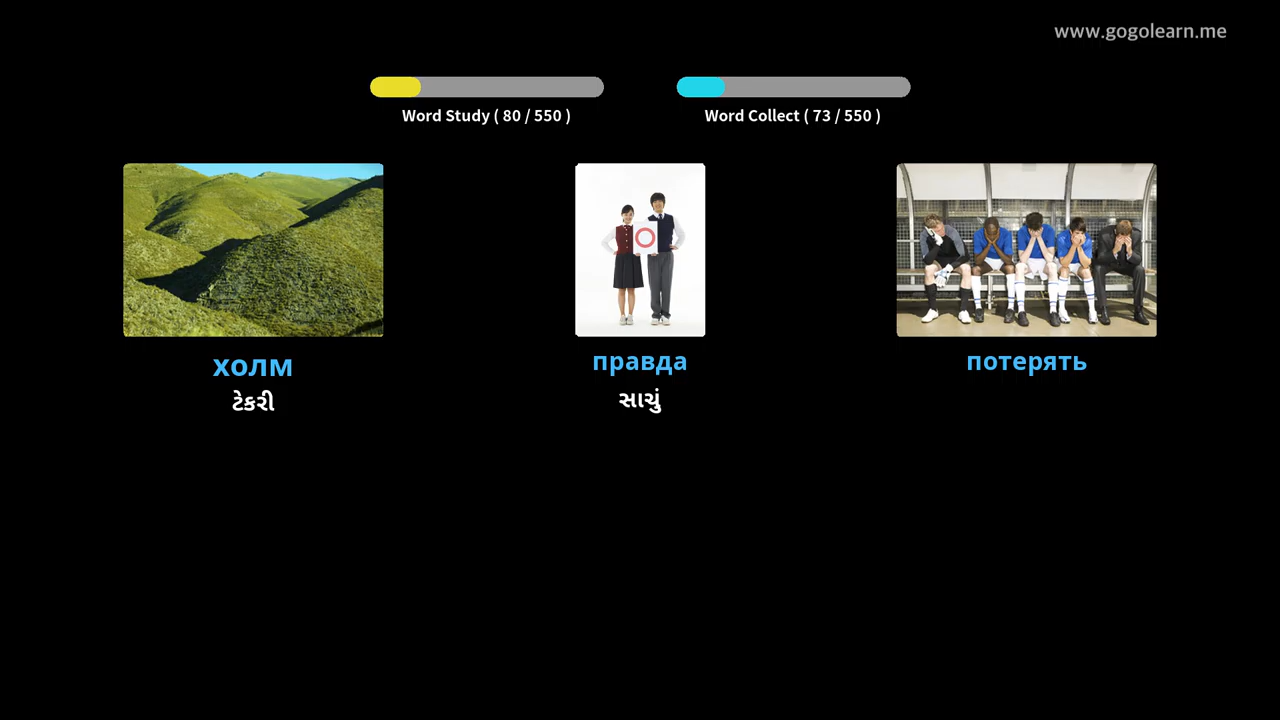 www.gogolearn.me
Word Study ( 80 / 550 )
Word Collect ( 73 / 550 )
холм
ટેકરી
правда
સાચું
потерять